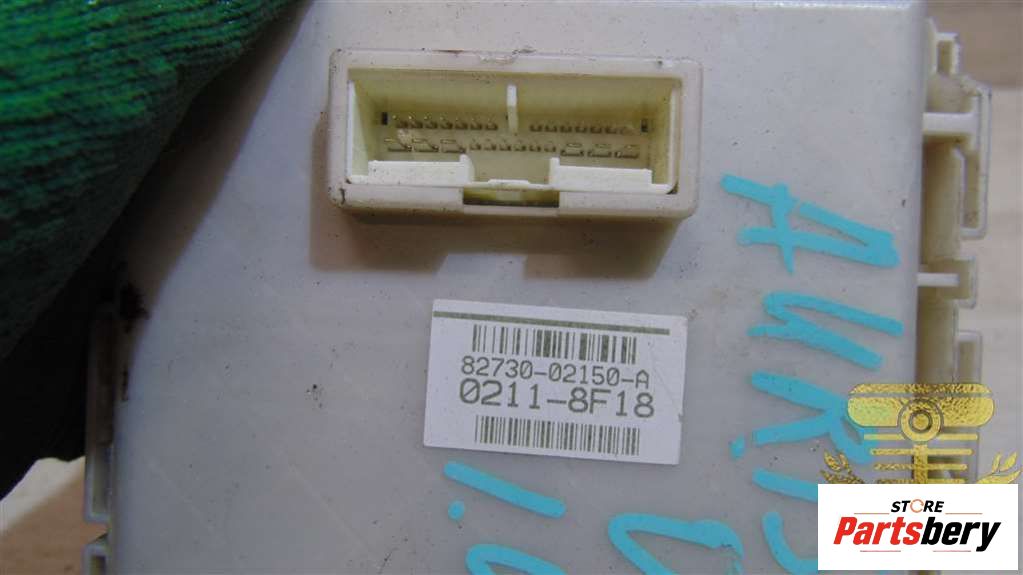 82730-02150-A
0211-8F18
AURIS
STORE
Partsbery